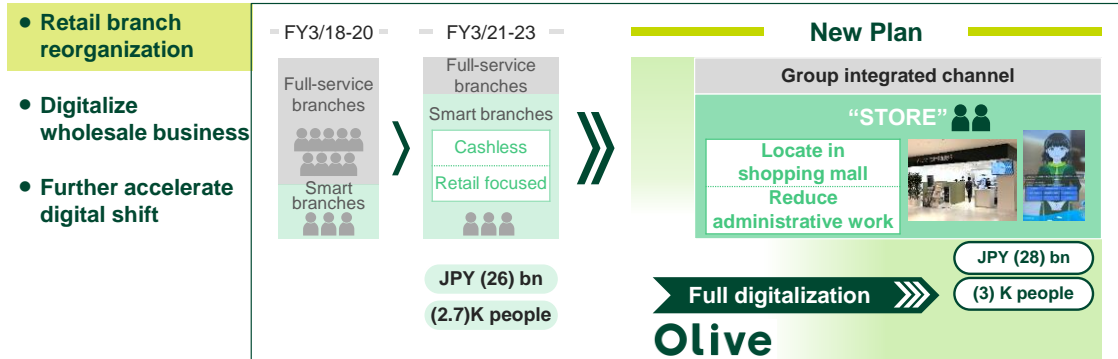 ● Retail branch
reorganization
● Digitalize
wholesale business
● Further accelerate
digital shift
FY3/18-20
Full-service
branches
Smart
branches
FY3/21-23
Full-service
branches
Smart branches
Cashless
Retail focused
JPY (26) bn
(2.7)K people
New Plan
Group integrated channel
“STORE”
Locate in
shopping mall
Reduce
administrative work
Full digitalization
JPY (28) bn
(3) K people
Olive